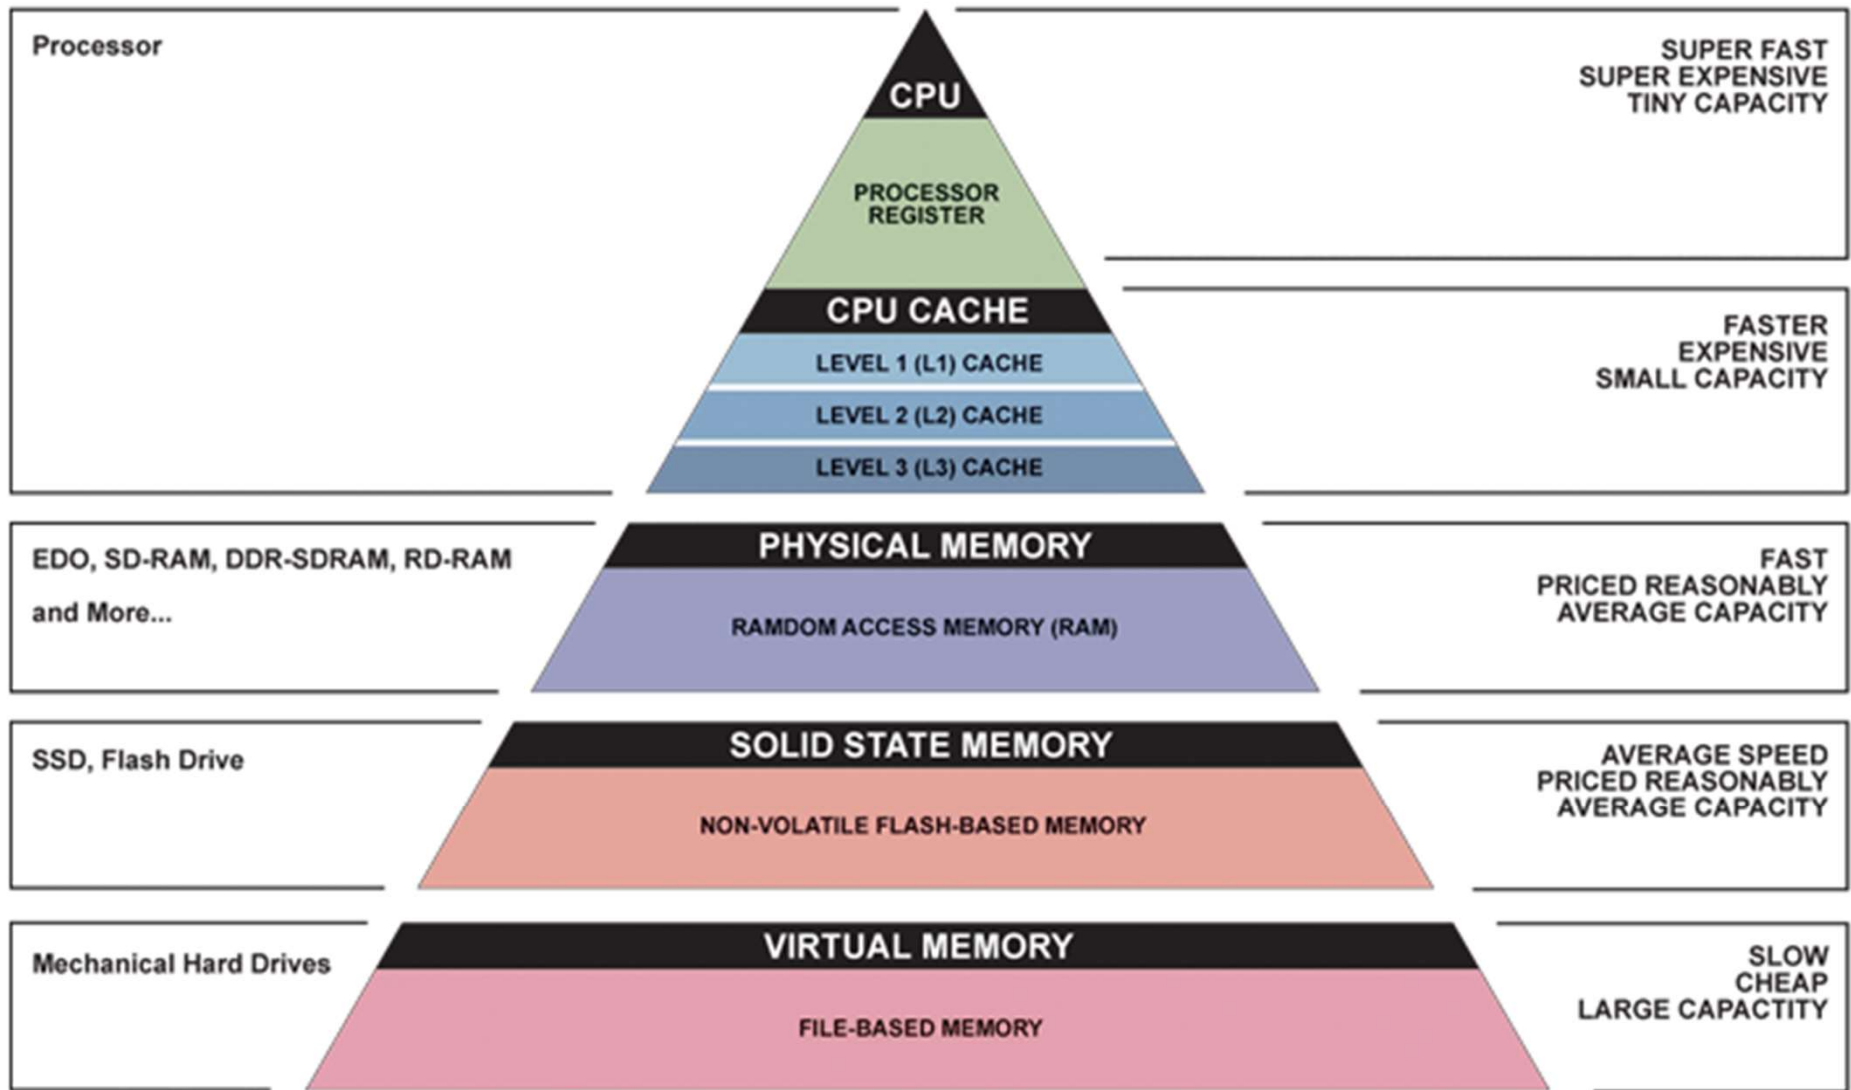 Processor
CPU
SUPER FAST
SUPER EXPENSIVE
TINY CAPACITY
PROCESSOR
REGISTER
CPU CACHE
LEVEL 1 (L1) CACHE
LEVEL 2 (L2) CACHE
LEVEL 3 (L3) CACHE
FASTER
EXPENSIVE
SMALL CAPACITY
EDO, SD-RAM, DDR-SDRAM, RD-RAM
and More...
PHYSICAL MEMORY
RAMDOM ACCESS MEMORY (RAM)
FAST
PRICED REASONABLY
AVERAGE CAPACITY
SSD, Flash Drive
SOLID STATE MEMORY
NON-VOLATILE FLASH-BASED MEMORY
AVERAGE SPEED
PRICED REASONABLY
AVERAGE CAPACITY
Mechanical Hard Drives
VIRTUAL MEMORY
FILE-BASED MEMORY
SLOW
CHEAP
LARGE CAPACTITY